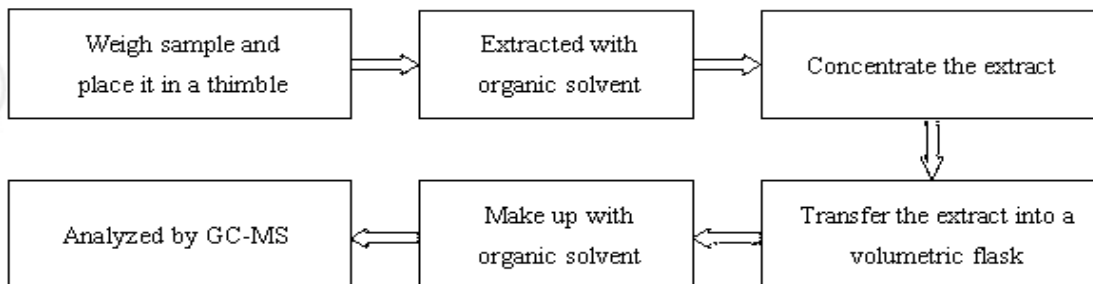 Weigh sample and
place it in a thimble
Extracted with
organic solvent
Concentrate the extract
Transfer the extract into a
volumetric flask
Make up with
organic solvent
Analyzed by GC-MS